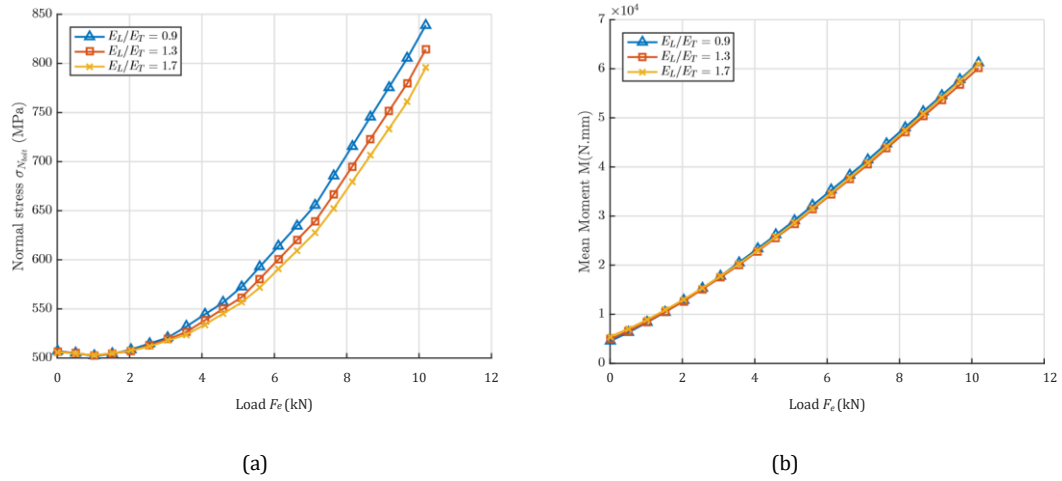 850
800
750
700
650
600
550
500
Normal stress σ_{N_{bolt}} (MPa)
E_L/E_T = 0.9
E_L/E_T = 1.3
E_L/E_T = 1.7
0 2 4 6 8 10 12
Load F_e (kN)
(a)
×10^4
7
6
5
4
3
2
1
0
Mean Moment M(N.mm)
E_L/E_T = 0.9
E_L/E_T = 1.3
E_L/E_T = 1.7
0 2 4 6 8 10 12
Load F_e (kN)
(b)